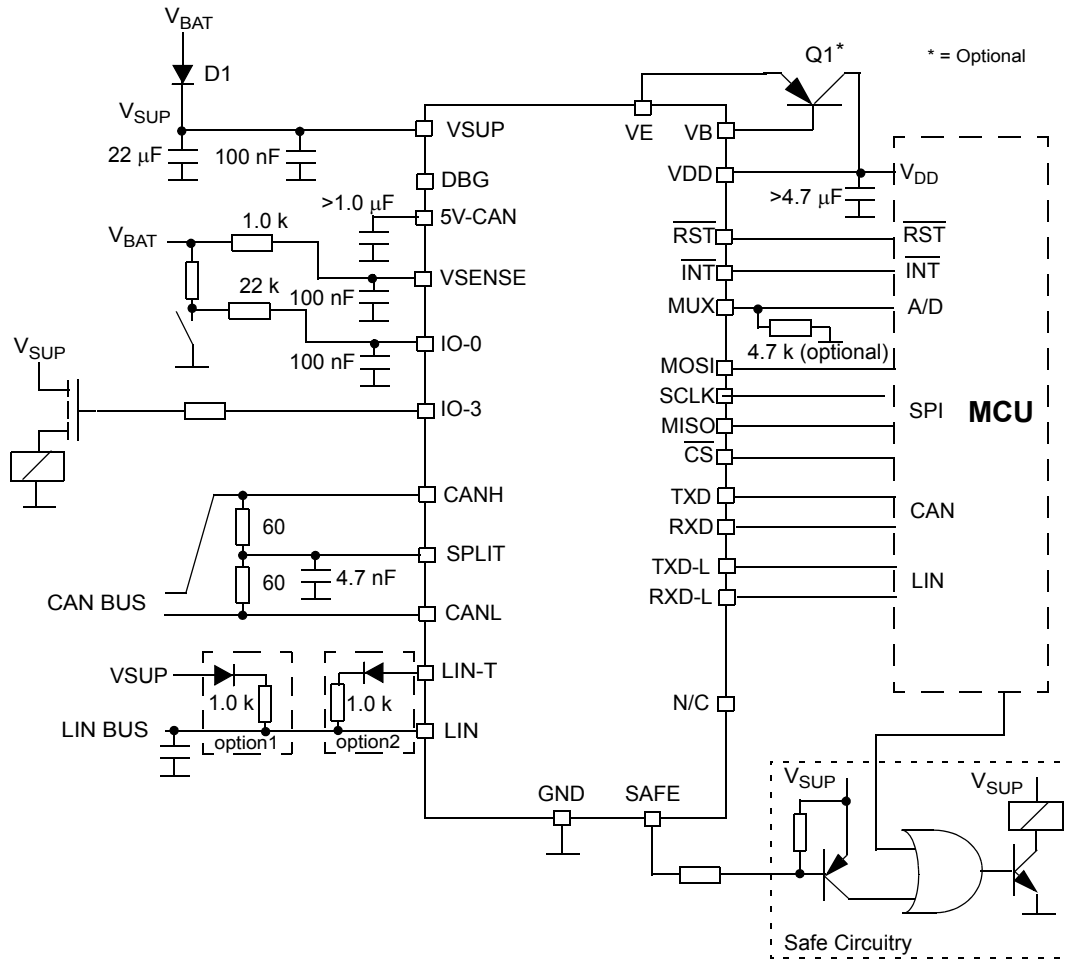 V_BAT
D1
Q1*
* = Optional
V_SUP
VSUP
VE
VB
22 μF
100 nF
DBG
VDD
V_DD
>1.0 μF
5V-CAN
>4.7 μF
V_BAT
1.0 k
RST
RST
VSENSE
INT
INT
22 k
100 nF
MUX
A/D
V_SUP
IO-0
100 nF
4.7 k (optional)
MOSI
SCLK
IO-3
SPI
MCU
MISO
CS
CANH
TXD
CAN
60
RXD
SPLIT
TXD-L
60
4.7 nF
LIN
CAN BUS
CANL
RXD-L
VSUP
LIN-T
1.0 k
1.0 k
N/C
LIN BUS
LIN
option1
option2
GND
SAFE
V_SUP
V_SUP
Safe Circuitry